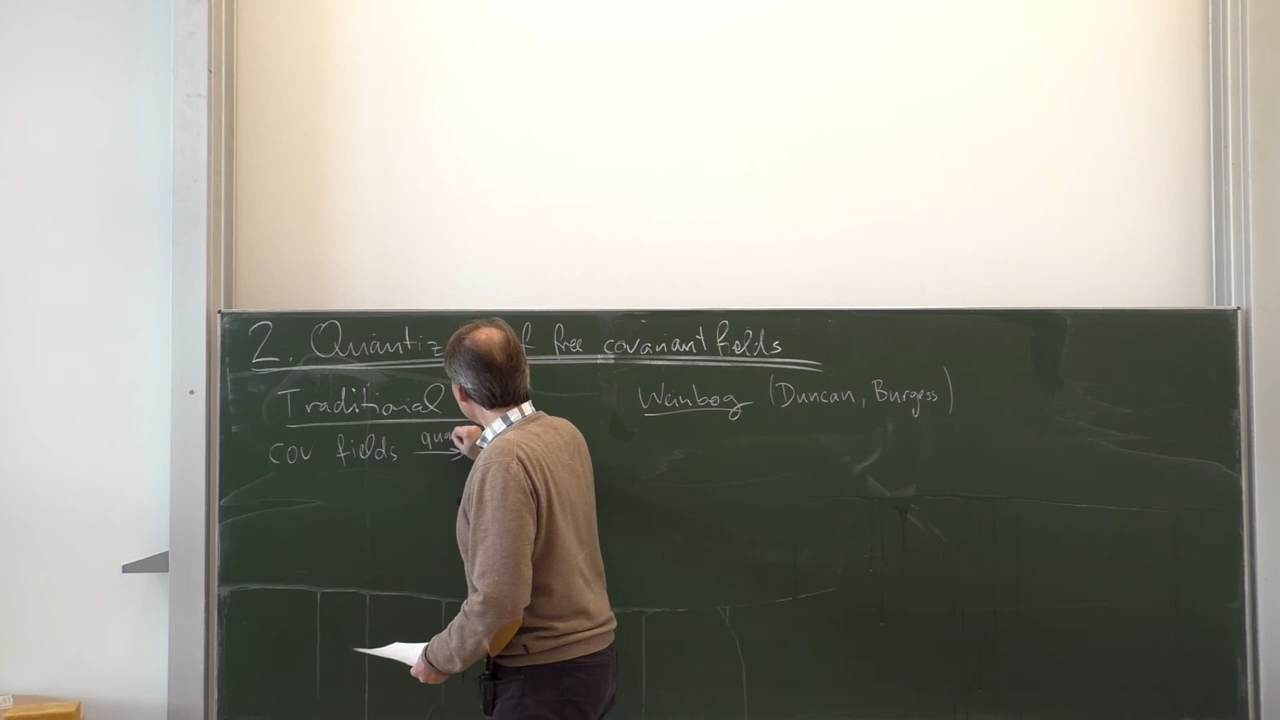 2. Quantiz f free covariant fields
Traditional
Weinberg (Duncan, Burgess)
cov fields qua